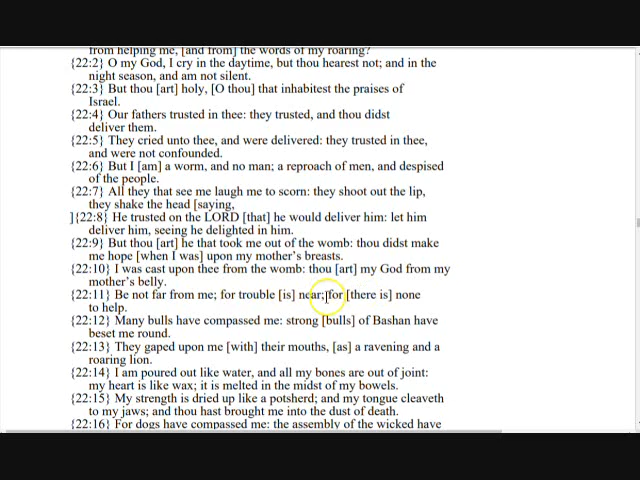 from helping me, [and from] the words of my roaring?
{22:2} O my God, I cry in the daytime, but thou hearest not; and in the
night season, and am not silent.
{22:3} But thou [art] holy, [O thou] that inhabitest the praises of
Israel.
{22:4} Our fathers trusted in thee: they trusted, and thou didst
deliver them.
{22:5} They cried unto thee, and were delivered: they trusted in thee,
and were not confounded.
{22:6} But I [am] a worm, and no man; a reproach of men, and despised
of the people.
{22:7} All they that see me laugh me to scorn: they shoot out the lip,
they shake the head [saying,
]{22:8} He trusted on the LORD [that] he would deliver him: let him
deliver him, seeing he delighted in him.
{22:9} But thou [art] he that took me out of the womb: thou didst make
me hope [when I was] upon my mother's breasts.
{22:10} I was cast upon thee from the womb: thou [art] my God from my
mother's belly.
{22:11} Be not far from me; for trouble [is] near; for [there is] none
to help.
{22:12} Many bulls have compassed me: strong [bulls] of Bashan have
beset me round.
{22:13} They gaped upon me [with] their mouths, [as] a ravening and a
roaring lion.
{22:14} I am poured out like water, and all my bones are out of joint:
my heart is like wax; it is melted in the midst of my bowels.
{22:15} My strength is dried up like a potsherd; and my tongue cleaveth
to my jaws; and thou hast brought me into the dust of death.
{22:16} For dogs have compassed me: the assembly of the wicked have